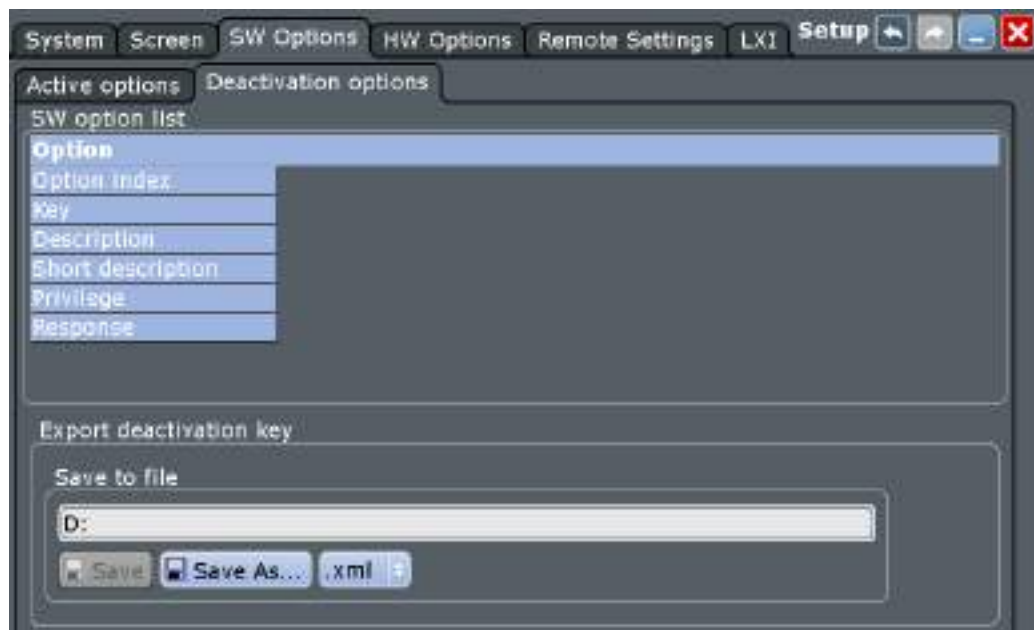 System Screen SW Options HW Options Remote Settings LXI Setup
Active options Deactivation options
SW option list
Option
Option index
Key
Description
Short description
Privilege
Response
Export deactivation key
Save to file
D:
Save Save As... .xml